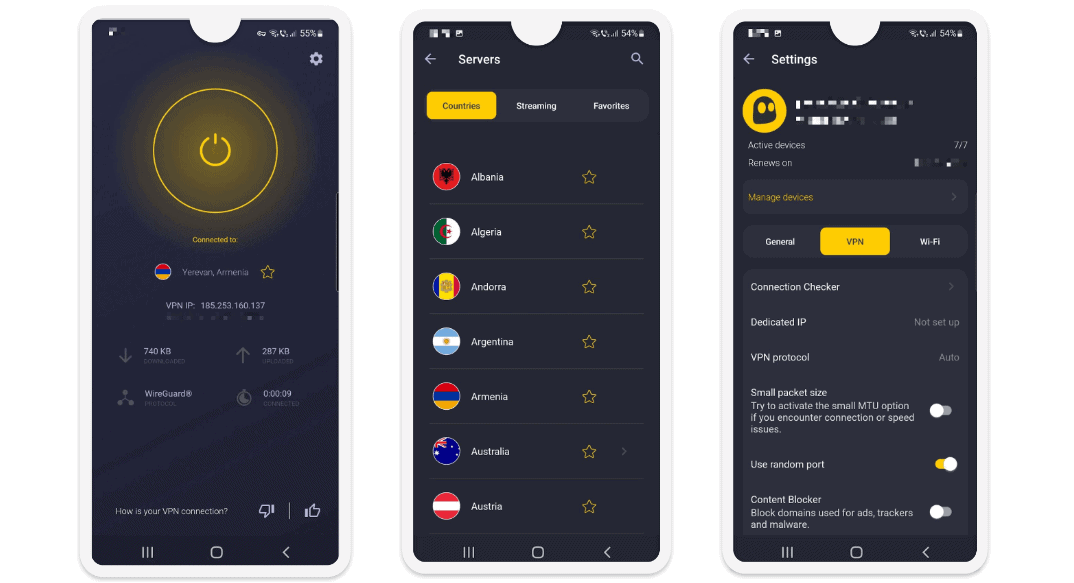 55%
Connected to:
Yerevan, Armenia
VPN IP: 185.253.160.137
740 KB
DOWNLOADED
287 KB
UPLOADED
WireGuard®
PROTOCOL
0:00:09
CONNECTED
How is your VPN connection?
54%
Servers
Countries
Streaming
Favorites
Albania
Algeria
Andorra
Argentina
Armenia
Australia
Austria
54%
Settings
Active devices
7/7
Renews on
Manage devices
General
VPN
Wi-Fi
Connection Checker
Dedicated IP
Not set up
VPN protocol
Auto
Small packet size
Try to activate the small MTU option
if you encounter connection or speed
issues.
Use random port
Content Blocker
Block domains used for ads, trackers
and malware.